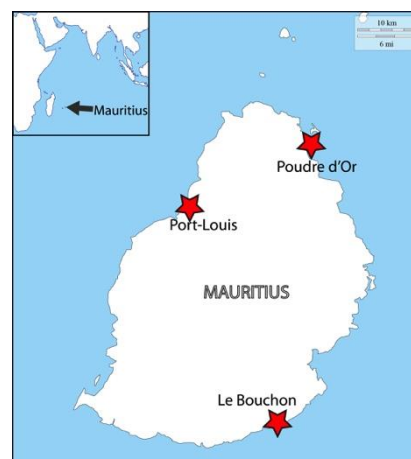 10 km
6 mi
Mauritius
Poudre d'Or
Port-Louis
MAURITIUS
Le Bouchon